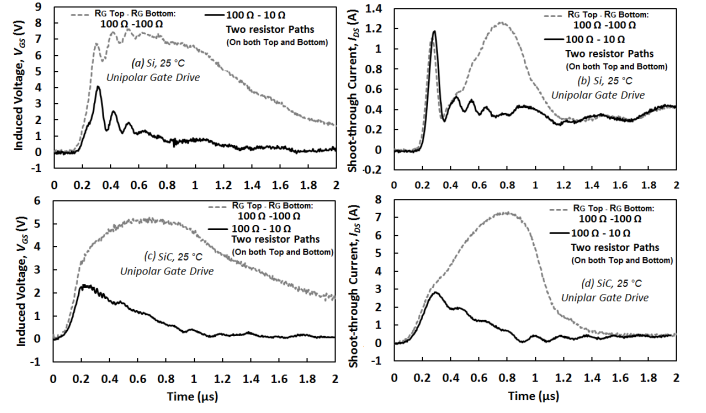 Induced Voltage, VGS (V)
8
7
6
5
4
3
2
1
0
-1
RG Top - RG Bottom:
100 Ω -100 Ω
100 Ω - 10 Ω
Two resistor Paths
(On both Top and Bottom)
(a) Si, 25 °C
Unipolar Gate Drive
0 0.2 0.4 0.6 0.8 1 1.2 1.4 1.6 1.8 2
Shoot-through Current, IDS (A)
1.4
1.2
1
0.8
0.6
0.4
0.2
0
-0.2
RG Top - RG Bottom:
100 Ω -100 Ω
100 Ω - 10 Ω
Two resistor Paths
(On both Top and Bottom)
(b) Si, 25 °C
Unipolar Gate Drive
0 0.2 0.4 0.6 0.8 1 1.2 1.4 1.6 1.8 2
Induced Voltage, VGS (V)
6
5
4
3
2
1
0
-1
RG Top - RG Bottom:
100 Ω -100 Ω
100 Ω - 10 Ω
Two resistor Paths
(On both Top and Bottom)
(c) SiC, 25 °C
Unipolar Gate Drive
0 0.2 0.4 0.6 0.8 1 1.2 1.4 1.6 1.8 2
Time (μs)
Shoot-through Current, IDS (A)
8
7
6
5
4
3
2
1
0
-1
RG Top - RG Bottom:
100 Ω -100 Ω
100 Ω - 10 Ω
Two resistor Paths
(On both Top and Bottom)
(d) SiC, 25 °C
Uniplar Gate Drive
0 0.2 0.4 0.6 0.8 1 1.2 1.4 1.6 1.8 2
Time (μs)